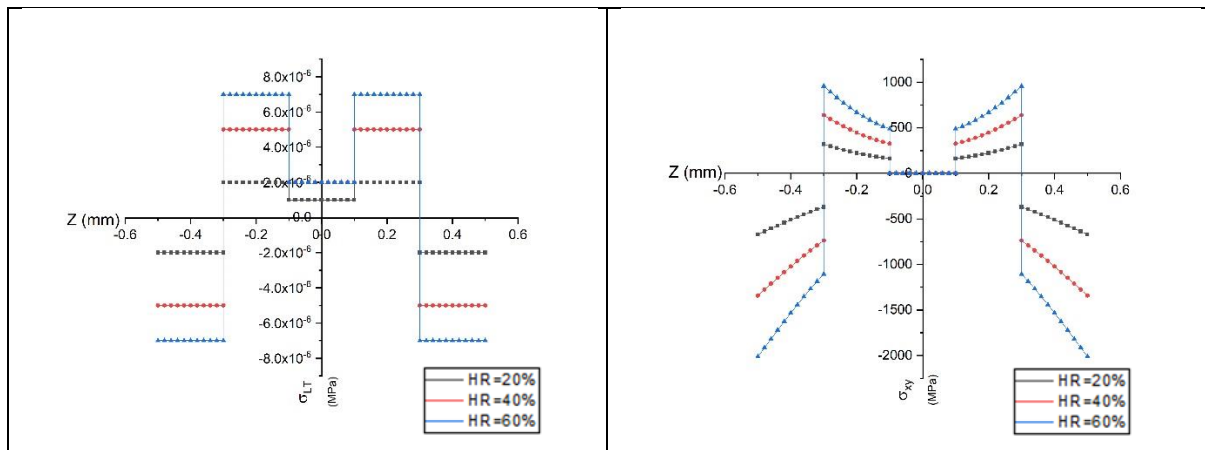 8.0x10⁻⁶
6.0x10⁻⁶
4.0x10⁻⁶
2.0x10⁻⁶
0.0
-2.0x10⁻⁶
-4.0x10⁻⁶
-6.0x10⁻⁶
-8.0x10⁻⁶
Z (mm)
-0.6 -0.4 -0.2 0.0 0.2 0.4 0.6
σLT
(MPa)
HR=20%
HR=40%
HR=60%
1000
500
0
-500
-1000
-1500
-2000
Z (mm)
-0.6 -0.4 -0.2 0.0 0.2 0.4 0.6
σxy
(MPa)
HR=20%
HR=40%
HR=60%